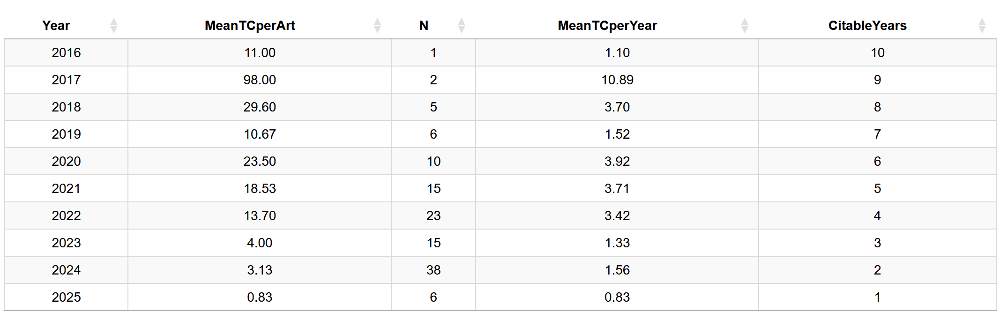 Year MeanTCperArt N MeanTCperYear CitableYears
2016 11.00 1 1.10 10
2017 98.00 2 10.89 9
2018 29.60 5 3.70 8
2019 10.67 6 1.52 7
2020 23.50 10 3.92 6
2021 18.53 15 3.71 5
2022 13.70 23 3.42 4
2023 4.00 15 1.33 3
2024 3.13 38 1.56 2
2025 0.83 6 0.83 1